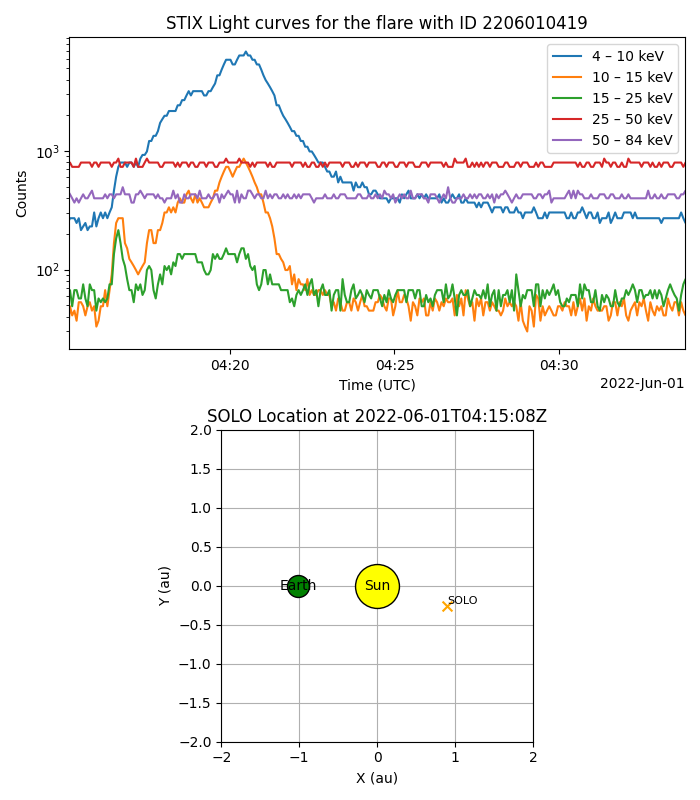 STIX Light curves for the flare with ID 2206010419
4 – 10 keV
10 – 15 keV
15 – 25 keV
25 – 50 keV
50 – 84 keV
10³
10²
Counts
04:20
04:25
04:30
Time (UTC)
2022-Jun-01
SOLO Location at 2022-06-01T04:15:08Z
2.0
1.5
1.0
0.5
0.0
−0.5
−1.0
−1.5
−2.0
Y (au)
Earth
Sun
SOLO
−2
−1
0
1
2
X (au)